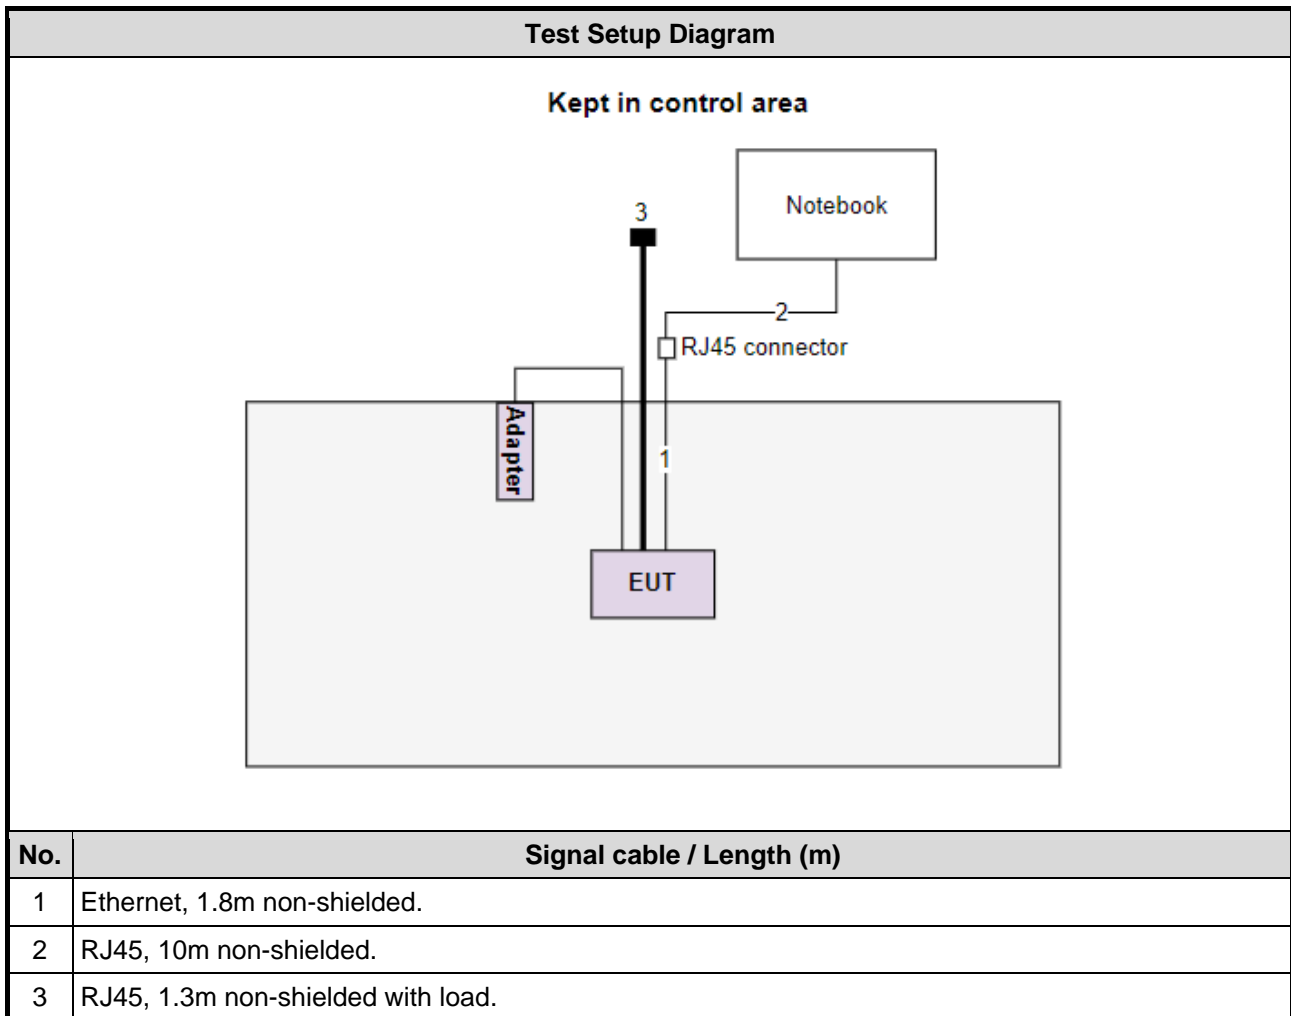 Test Setup Diagram
Kept in control area
Notebook
3
2
RJ45 connector
Adapter
1
EUT
No. Signal cable / Length (m)
1 Ethernet, 1.8m non-shielded.
2 RJ45, 10m non-shielded.
3 RJ45, 1.3m non-shielded with load.